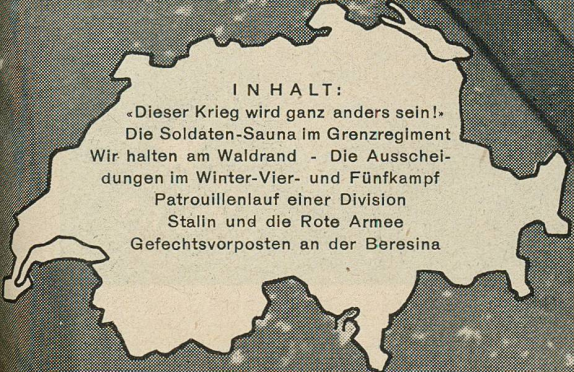 INHALT:
«Dieser Krieg wird ganz anders sein!»
Die Soldaten-Sauna im Grenzregiment
Wir halten am Waldrand - Die Ausschei-
dungen im Winter-Vier- und Fünfkampf
Patrouillenlauf einer Division
Stalin und die Rote Armee
Gefechtsvorposten an der Beresina